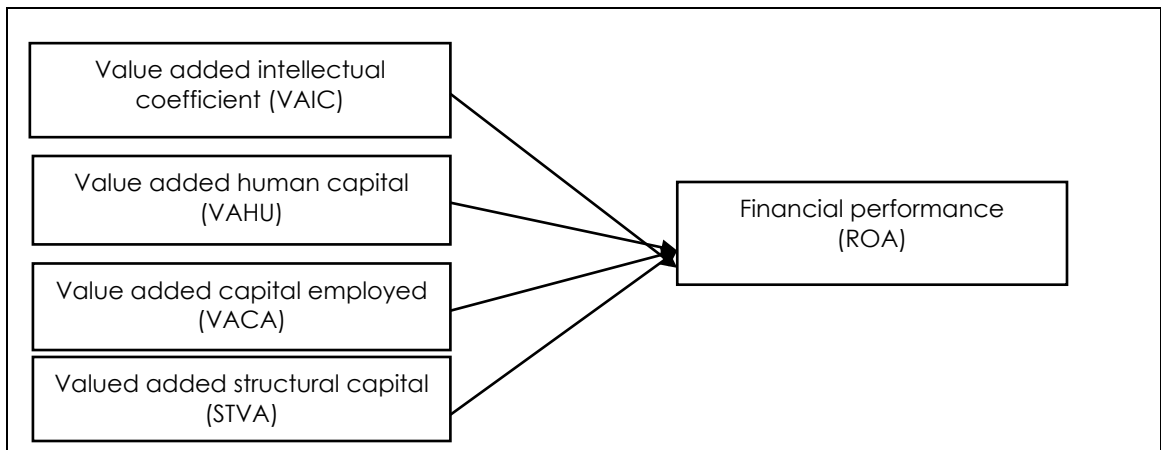 Value added intellectual
coefficient (VAIC)
Value added human capital
(VAHU)
Value added capital employed
(VACA)
Valued added structural capital
(STVA)
Financial performance
(ROA)